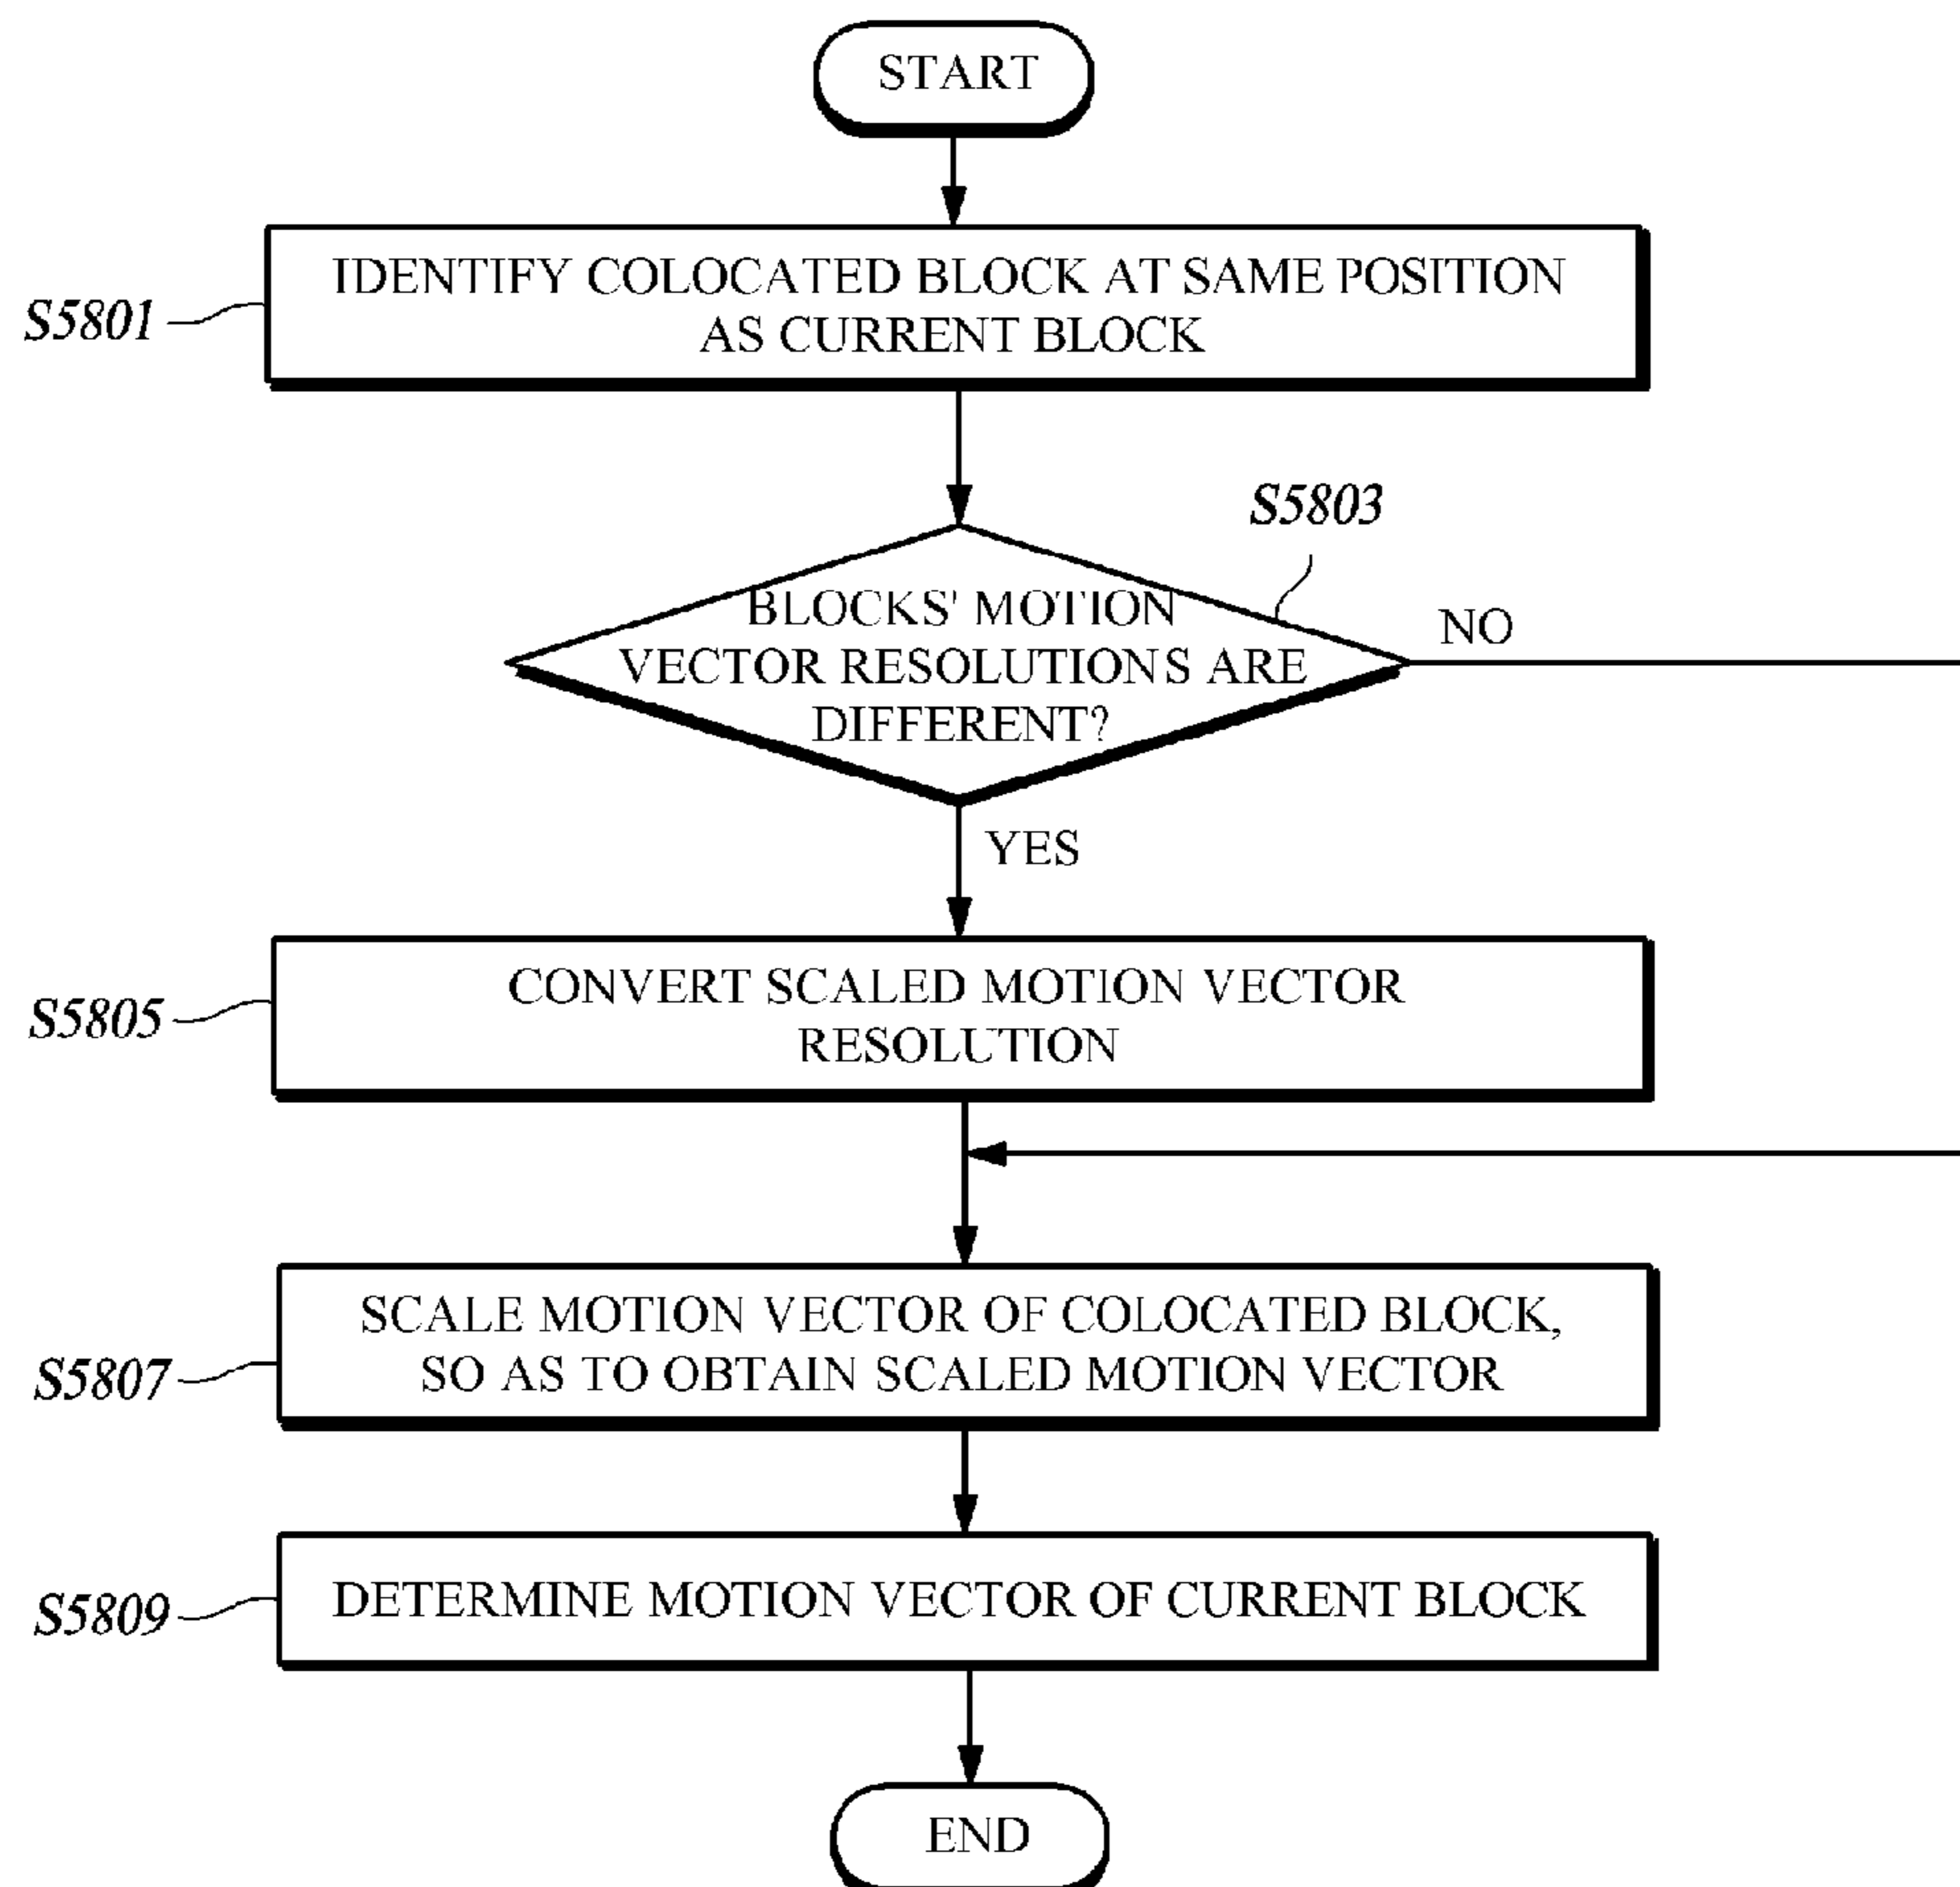 START
IDENTIFY COLOCATED BLOCK AT SAME POSITION
AS CURRENT BLOCK
S5801
S5803
BLOCKS' MOTION
VECTOR RESOLUTIONS ARE
DIFFERENT?
NO
YES
CONVERT SCALED MOTION VECTOR
RESOLUTION
S5805
SCALE MOTION VECTOR OF COLOCATED BLOCK,
SO AS TO OBTAIN SCALED MOTION VECTOR
S5807
DETERMINE MOTION VECTOR OF CURRENT BLOCK
S5809
END